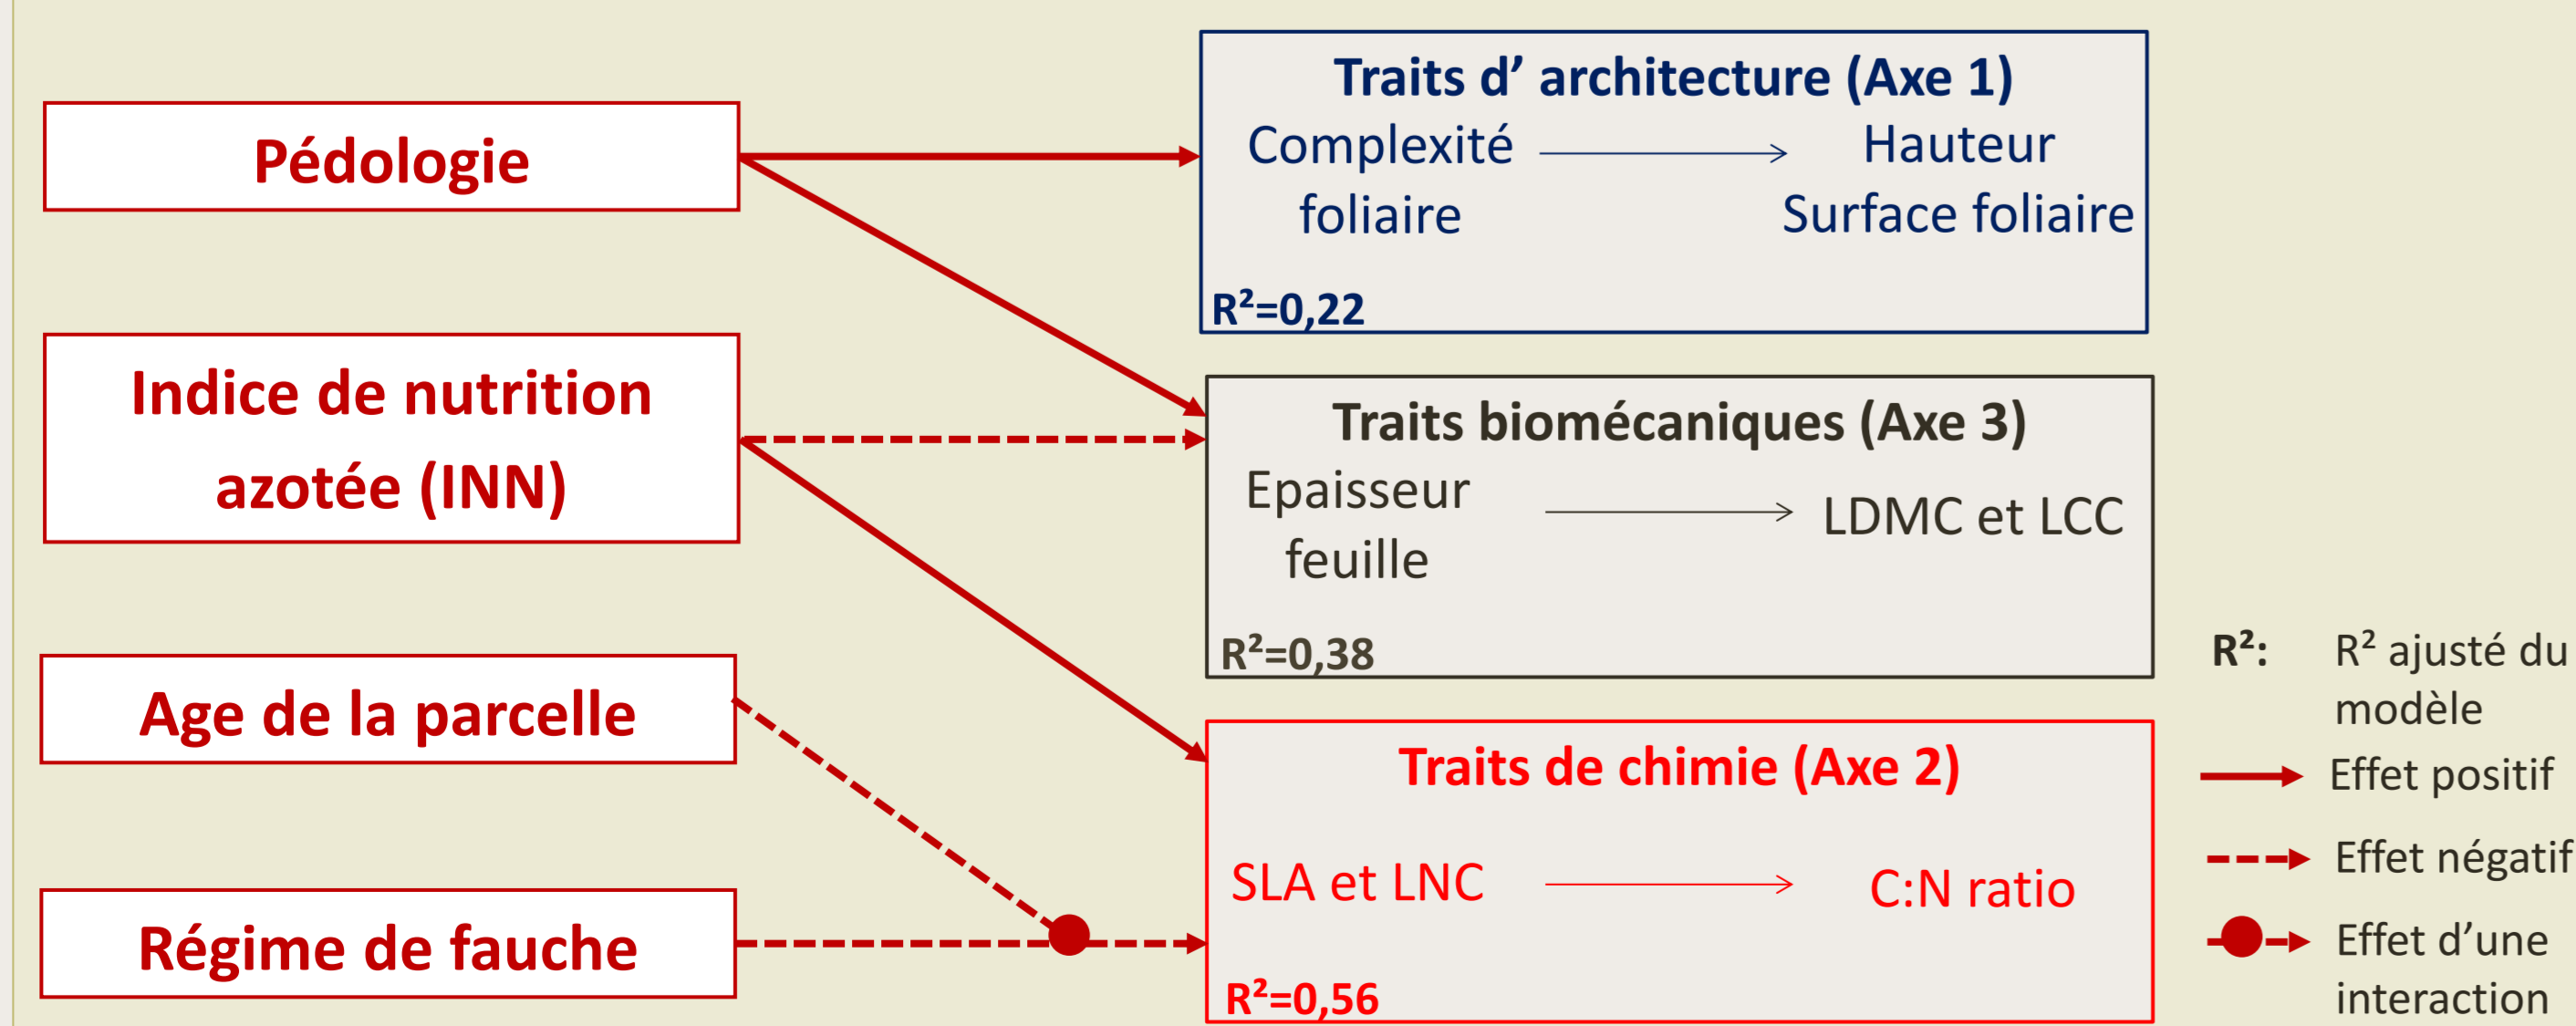 Pédologie
Indice de nutrition
azotée (INN)
Age de la parcelle
Régime de fauche
Traits d’ architecture (Axe 1)
Complexité
foliaire
Hauteur
Surface foliaire
R²=0,22
Traits biomécaniques (Axe 3)
Epaisseur
feuille
LDMC et LCC
R²=0,38
Traits de chimie (Axe 2)
SLA et LNC
C:N ratio
R²=0,56
R²: R² ajusté du
modèle
Effet positif
Effet négatif
Effet d’une
interaction